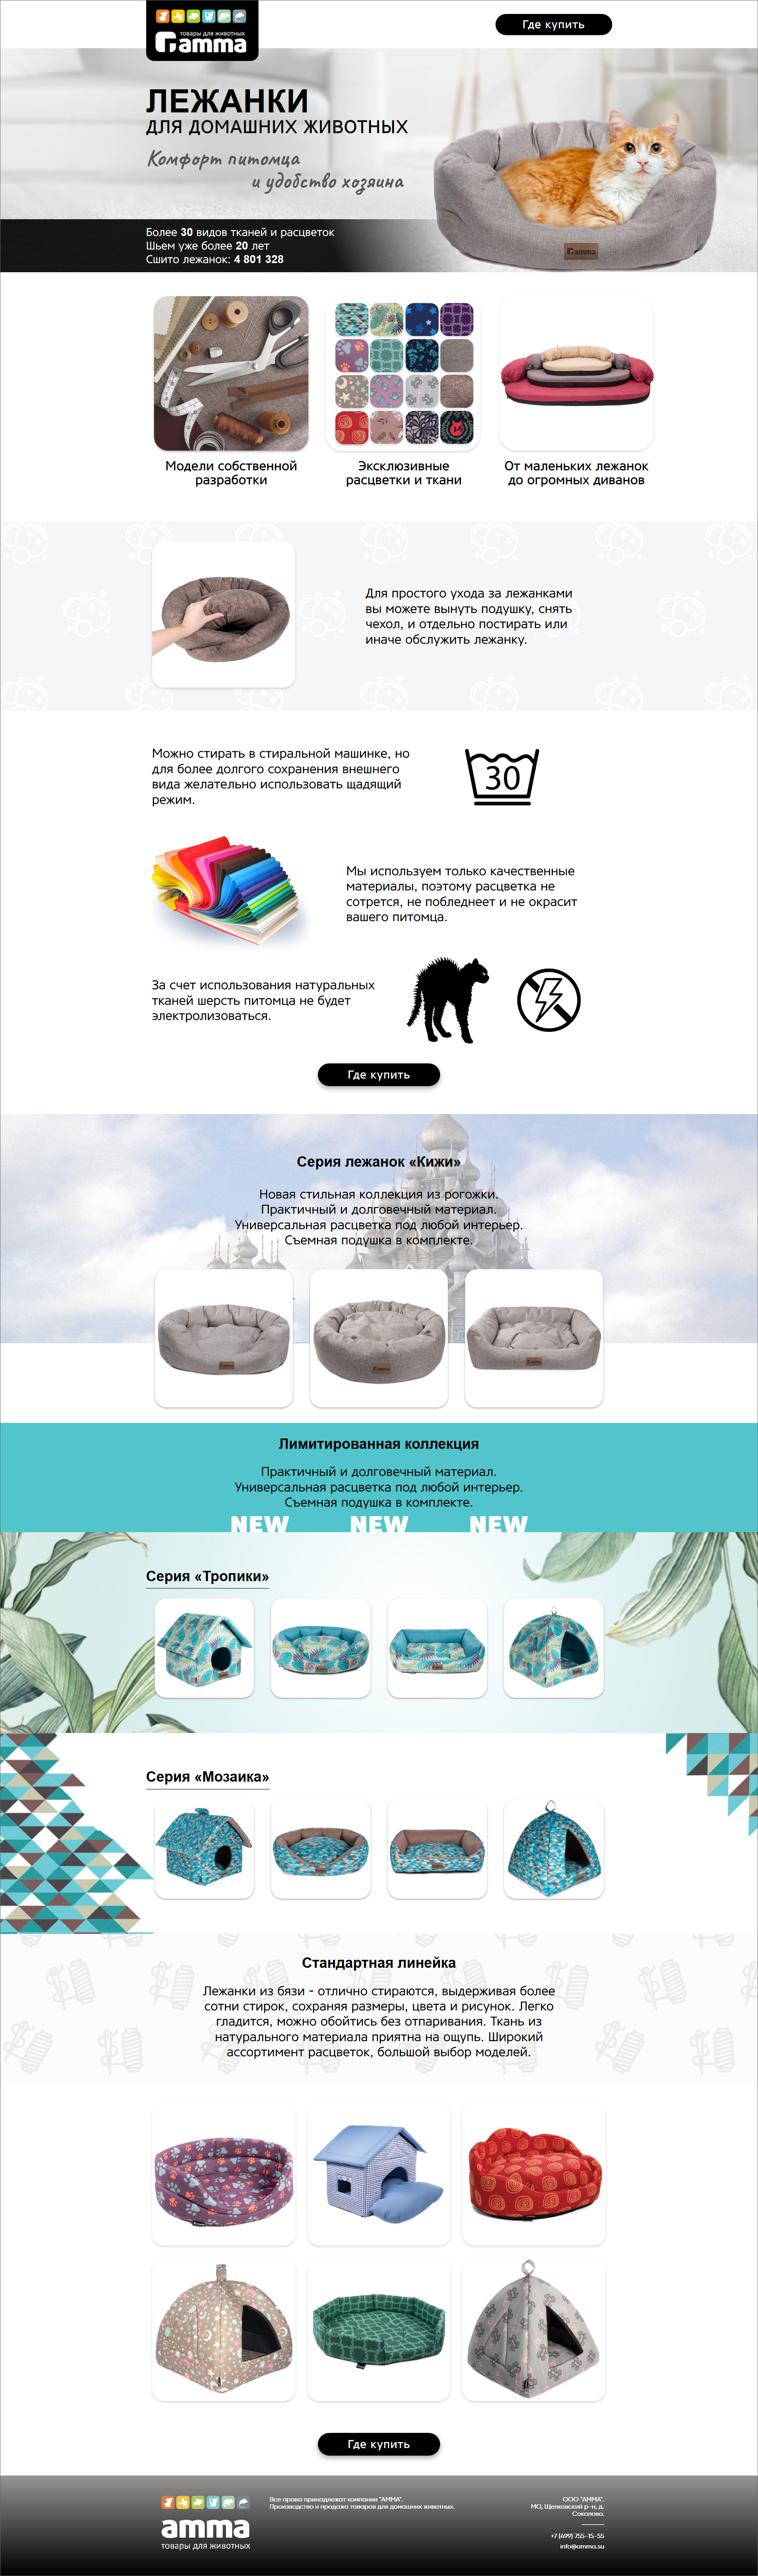 товары для животных
Gamma
Где купить
ЛЕЖАНКИ
ДЛЯ ДОМАШНИХ ЖИВОТНЫХ
Комфорт питомца
и удобство хозяина
Более 30 видов тканей и расцветок
Шьем уже более 20 лет
Сшито лежанок: 4 801 328
Gamma
Модели собственной
разработки
Эксклюзивные
расцветки и ткани
От маленьких лежанок
до огромных диванов
Для простого ухода за лежанками
вы можете вынуть подушку, снять
чехол, и отдельно постирать или
иначе обслужить лежанку.
Можно стирать в стиральной машинке, но
для более долгого сохранения внешнего
вида желательно использовать щадящий
режим.
30
Мы используем только качественные
материалы, поэтому расцветка не
сотрется, не побледнеет и не окрасит
вашего питомца.
За счет использования натуральных
тканей шерсть питомца не будет
электролизоваться.
Где купить
Серия лежанок «Кижи»
Новая стильная коллекция из рогожки.
Практичный и долговечный материал.
Универсальная расцветка под любой интерьер.
Съемная подушка в комплекте.
Лимитированная коллекция
Практичный и долговечный материал.
Универсальная расцветка под любой интерьер.
Съемная подушка в комплекте.
NEW NEW NEW
Серия «Тропики»
Серия «Мозаика»
Стандартная линейка
Лежанки из бязи - отлично стираются, выдерживая более
сотни стирок, сохраняя размеры, цвета и рисунок. Легко
гладится, можно обойтись без отпаривания. Ткань из
натурального материала приятна на ощупь. Широкий
ассортимент расцветок, большой выбор моделей.
Где купить
амма
товары для животных
Все права принадлежат компании "АММА".
Производство и продажа товаров для домашних животных.
ООО "АММА".
МО, Щелковский р-н, д.
Соколово.
+7 (499) 755-15-55
info@amma.su